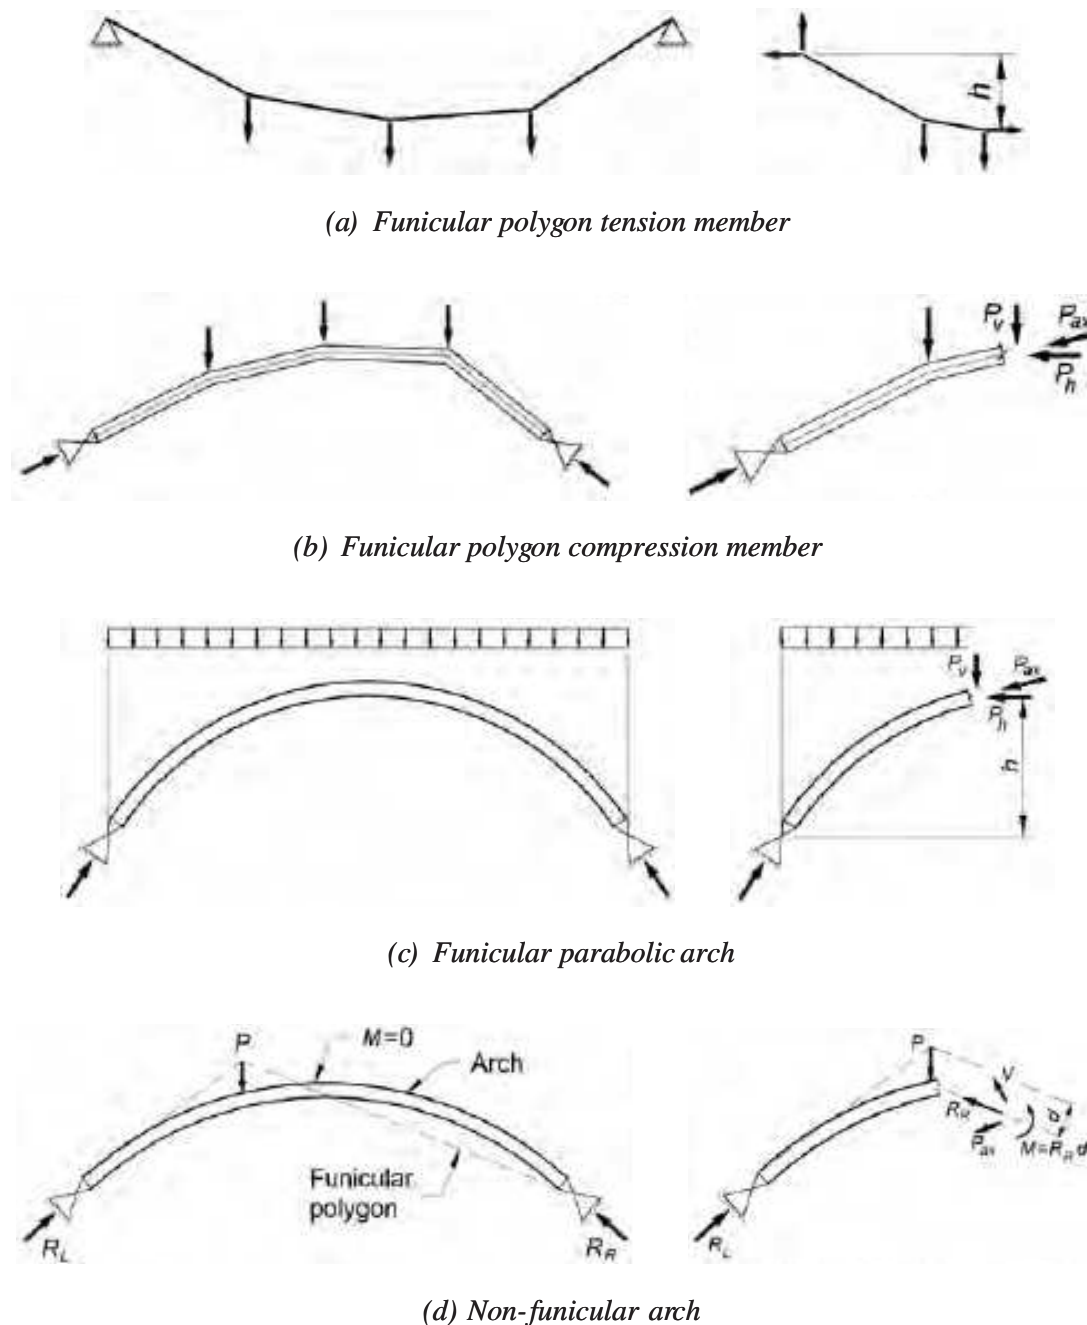 h
(a) Funicular polygon tension member
Pv
Pax
Ph
(b) Funicular polygon compression member
Pv
Pax
Ph
h
(c) Funicular parabolic arch
P
M=0
Arch
Funicular
polygon
RL
RR
P
V
RR
d
Pax
M=RR d
RL
(d) Non-funicular arch